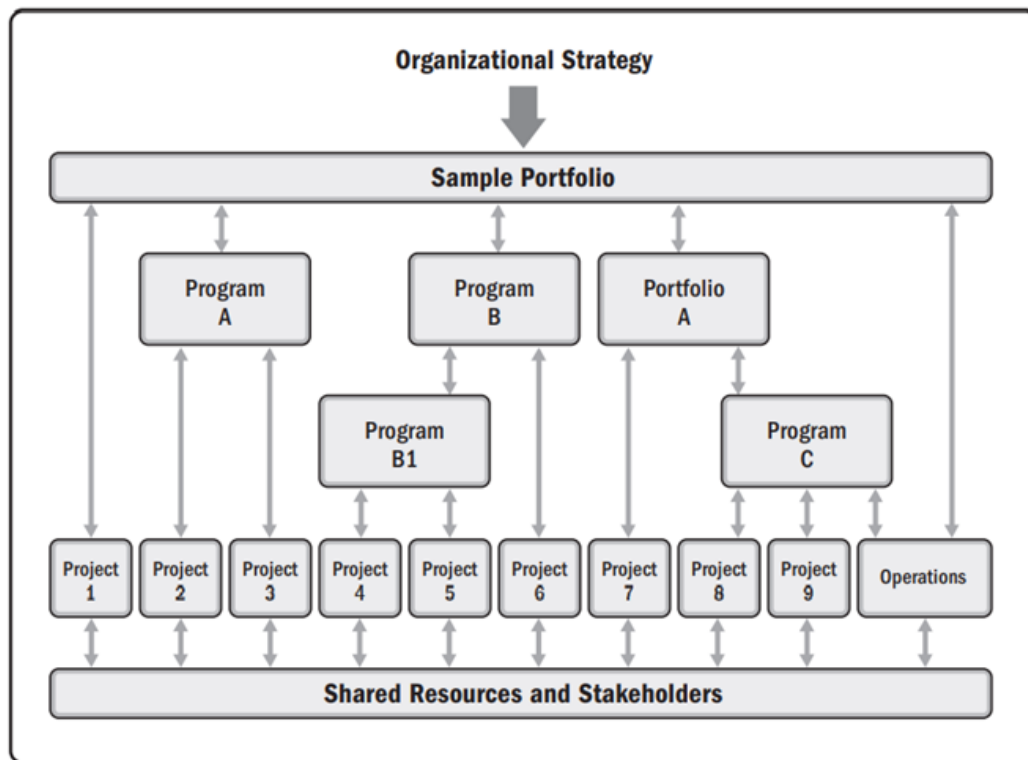 Organizational Strategy
Sample Portfolio
Program
A
Program
B
Portfolio
A
Program
B1
Program
C
Project
1
Project
2
Project
3
Project
4
Project
5
Project
6
Project
7
Project
8
Project
9
Operations
Shared Resources and Stakeholders